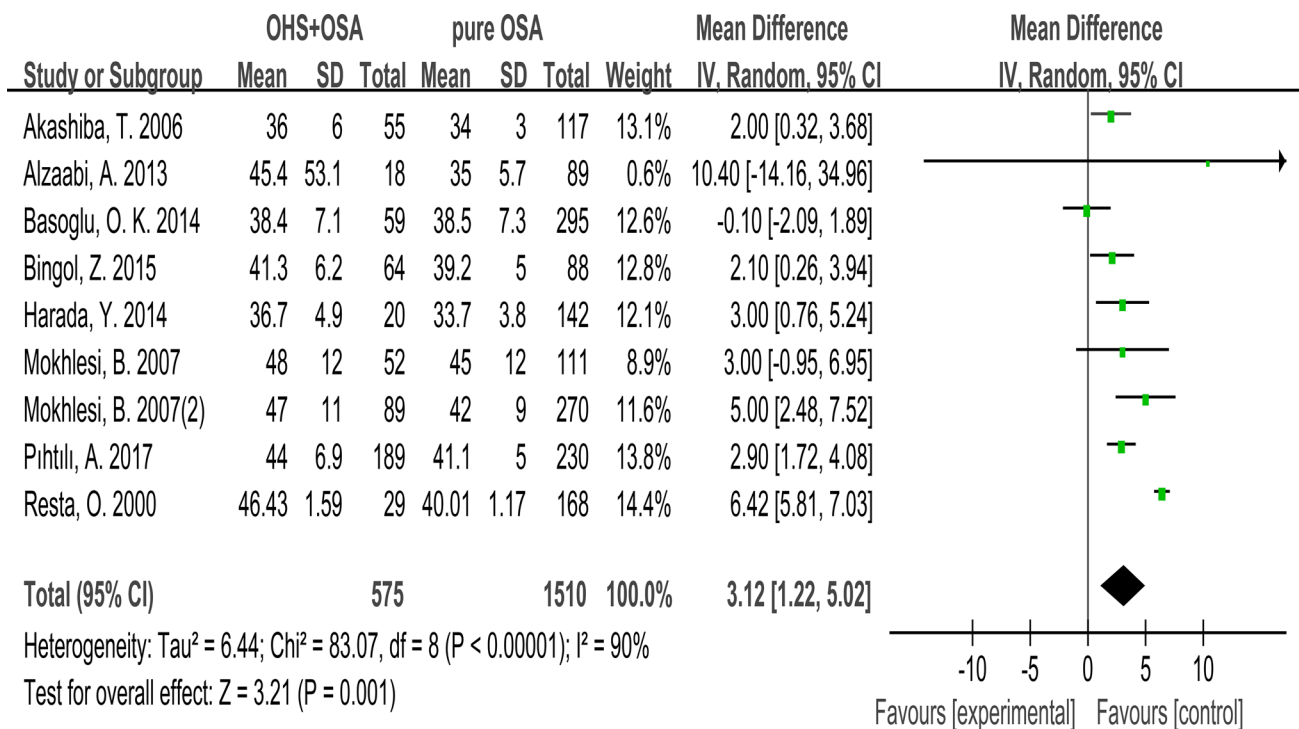 OHS+OSA pure OSA Mean Difference Mean Difference
Study or Subgroup Mean SD Total Mean SD Total Weight IV, Random, 95% CI IV, Random, 95% CI
Akashiba, T. 2006 36 6 55 34 3 117 13.1% 2.00 [0.32, 3.68]
Alzaabi, A. 2013 45.4 53.1 18 35 5.7 89 0.6% 10.40 [-14.16, 34.96]
Basoglu, O. K. 2014 38.4 7.1 59 38.5 7.3 295 12.6% -0.10 [-2.09, 1.89]
Bingol, Z. 2015 41.3 6.2 64 39.2 5 88 12.8% 2.10 [0.26, 3.94]
Harada, Y. 2014 36.7 4.9 20 33.7 3.8 142 12.1% 3.00 [0.76, 5.24]
Mokhlesi, B. 2007 48 12 52 45 12 111 8.9% 3.00 [-0.95, 6.95]
Mokhlesi, B. 2007(2) 47 11 89 42 9 270 11.6% 5.00 [2.48, 7.52]
Pıhtılı, A. 2017 44 6.9 189 41.1 5 230 13.8% 2.90 [1.72, 4.08]
Resta, O. 2000 46.43 1.59 29 40.01 1.17 168 14.4% 6.42 [5.81, 7.03]
Total (95% CI) 575 1510 100.0% 3.12 [1.22, 5.02]
Heterogeneity: Tau² = 6.44; Chi² = 83.07, df = 8 (P < 0.00001); I² = 90%
Test for overall effect: Z = 3.21 (P = 0.001)
-10 -5 0 5 10
Favours [experimental] Favours [control]